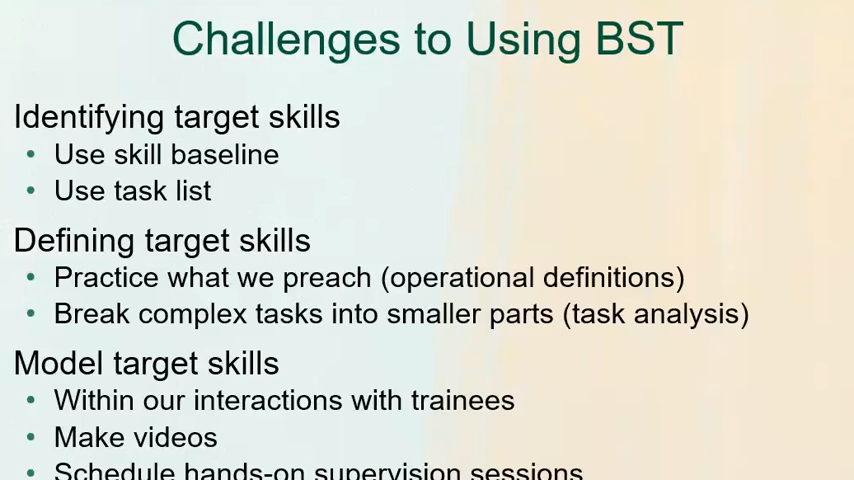 Challenges to Using BST
Identifying target skills
• Use skill baseline
• Use task list
Defining target skills
• Practice what we preach (operational definitions)
• Break complex tasks into smaller parts (task analysis)
Model target skills
• Within our interactions with trainees
• Make videos
• Schedule hands-on supervision sessions